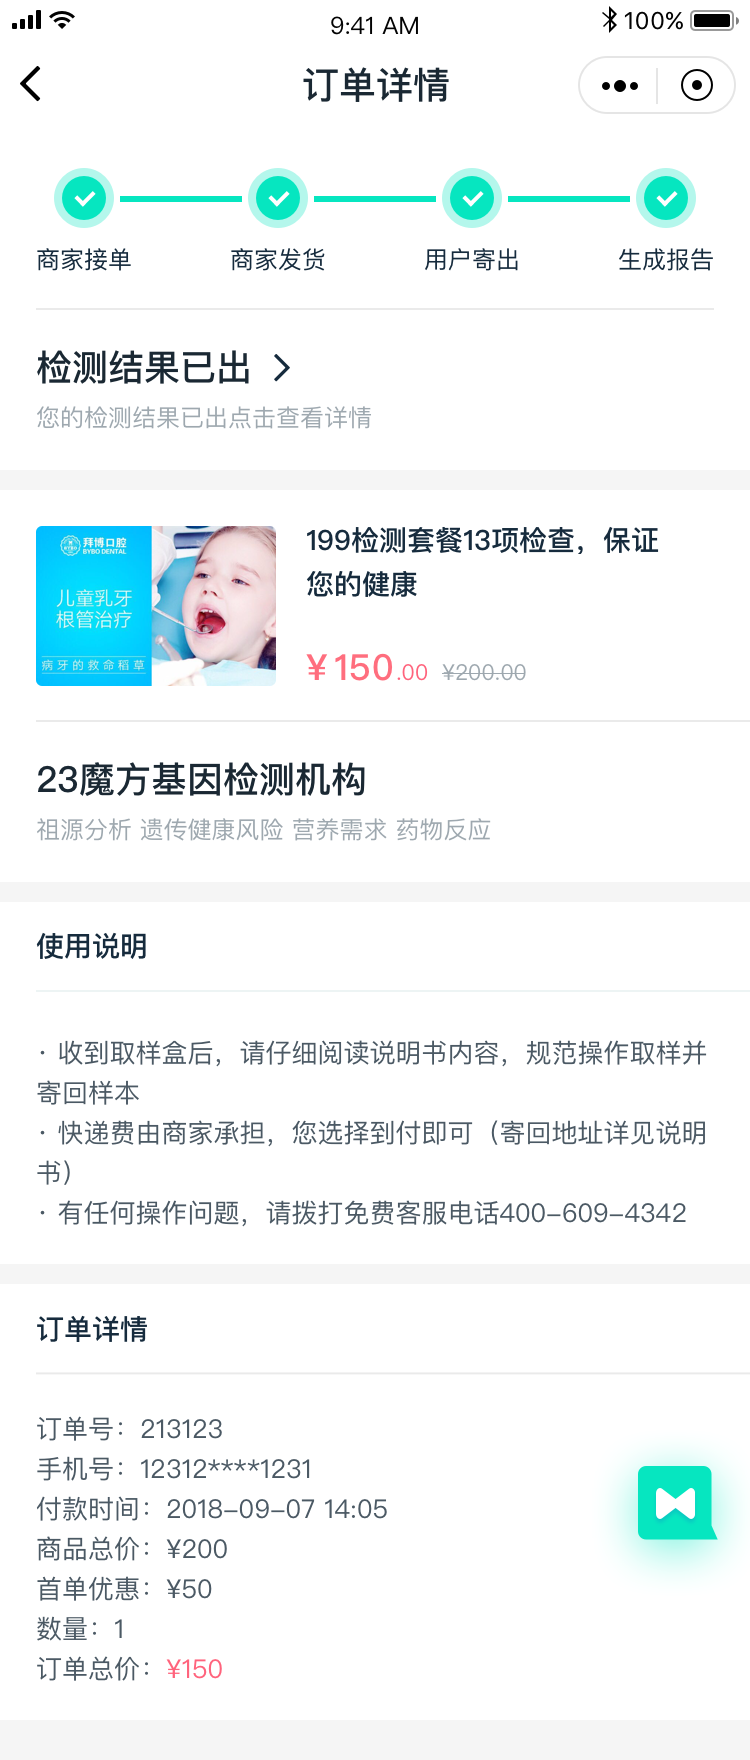 9:41 AM
100%
订单详情
商家接单
商家发货
用户寄出
生成报告
检测结果已出
您的检测结果已出点击查看详情
拜博口腔
BYBO DENTAL
儿童乳牙
根管治疗
病牙的救命稻草
199检测套餐13项检查，保证
您的健康
¥150.00 ¥200.00
23魔方基因检测机构
祖源分析 遗传健康风险 营养需求 药物反应
使用说明
· 收到取样盒后，请仔细阅读说明书内容，规范操作取样并
寄回样本
· 快递费由商家承担，您选择到付即可（寄回地址详见说明
书）
· 有任何操作问题，请拨打免费客服电话400-609-4342
订单详情
订单号：213123
手机号：12312****1231
付款时间：2018-09-07 14:05
商品总价：¥200
首单优惠：¥50
数量：1
订单总价：¥150